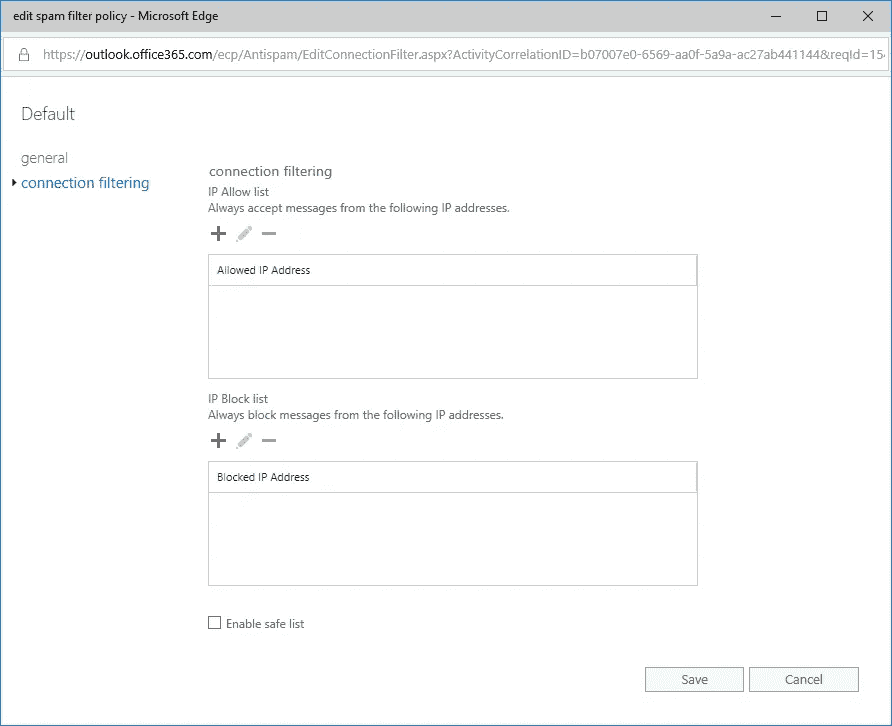 edit spam filter policy - Microsoft Edge
https://outlook.office365.com/ecp/Antispam/EditConnectionFilter.aspx?ActivityCorrelationID=b07007e0-6569-aa0f-5a9a-ac27ab441144&reqId=15
Default
general
connection filtering
connection filtering
IP Allow list
Always accept messages from the following IP addresses.
Allowed IP Address
IP Block list
Always block messages from the following IP addresses.
Blocked IP Address
Enable safe list
Save
Cancel